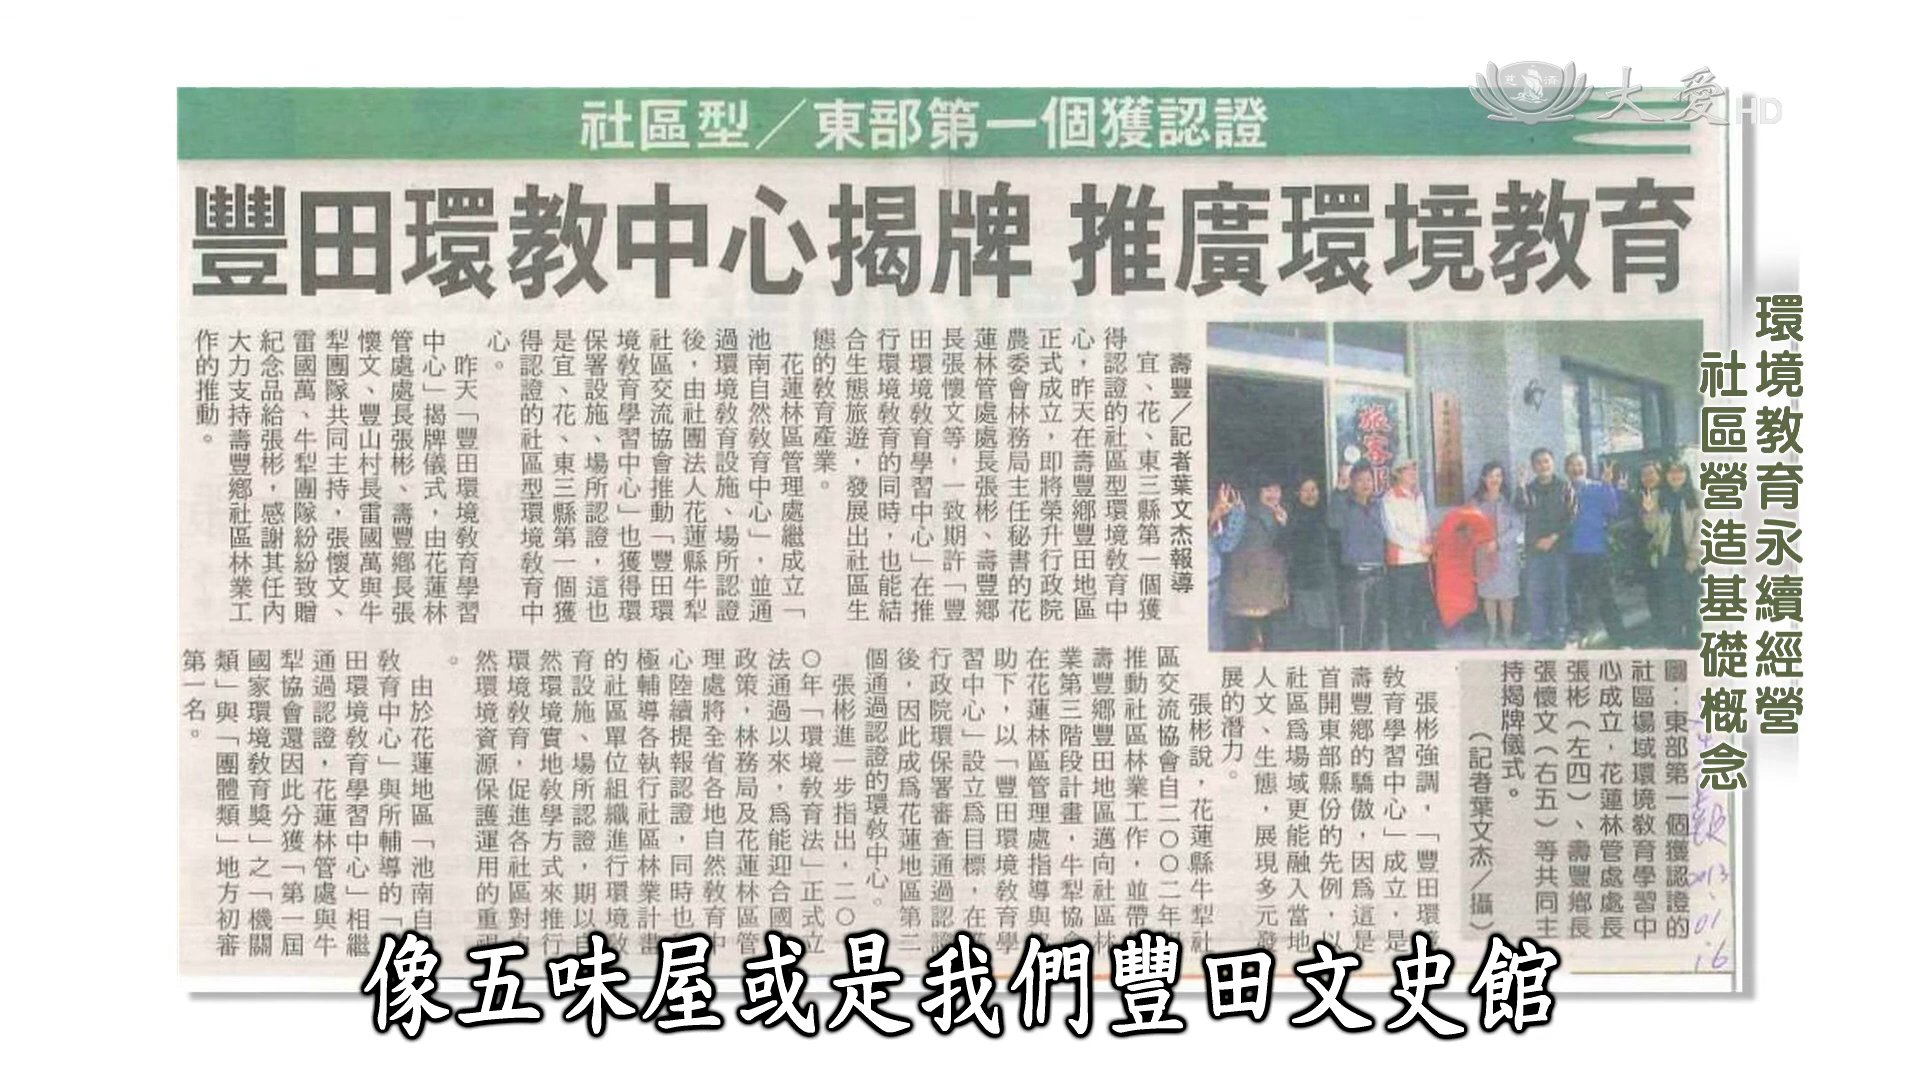 大愛HD
慈濟
社區型／東部第一個獲認證
豐田環教中心揭牌 推廣環境教育
環境教育永續經營
社區營造基礎概念
壽豐／記者葉文杰報導
宜、花、東三縣第一個獲
得認證的社區型環境教育中
心，昨天在壽豐鄉豐田地區
正式成立，即將榮升行政院
農委會林務局主任秘書的花
蓮林管處處長張彬、壽豐鄉
長張懷文等，一致期許「豐
田環境教育學習中心」在推
行環境教育的同時，也能結
合生態旅遊，發展出社區生
態的教育產業。
花蓮林區管理處繼成立「
池南自然教育中心」，並通
過環境教育設施、場所認證
後，由社團法人花蓮縣牛犁
社區交流協會推動「豐田環
境教育學習中心」也獲得環
保署設施、場所認證，這也
是宜、花、東三縣第一個獲
得認證的社區型環境教育中
心。
昨天「豐田環境教育學習
中心」揭牌儀式，由花蓮林
管處處長張彬、壽豐鄉長張
懷文、豐山村長雷國萬與牛
犁團隊共同主持，張懷文、
雷國萬、牛犁團隊紛紛致贈
紀念品給張彬，感謝其任內
大力支持壽豐鄉社區林業工
作的推動。
旅客服
圖：東部第一個獲認證的
社區場域環境教育學習中
心成立，花蓮林管處處長
張彬（左四）、壽豐鄉長
張懷文（右五）等共同主
持揭牌儀式。
（記者葉文杰／攝）
張彬強調，「豐田環境
教育學習中心」成立，是
壽豐鄉的驕傲，因為這是
首開東部縣份的先例，以
社區為場域更能融入當地
人文、生態，展現多元發
展的潛力。
張彬說，花蓮縣牛犁社
區交流協會自二〇〇二年
推動社區林業工作，並帶
壽豐鄉豐田地區邁向社區林
業第三階段計畫，牛犁協會
在花蓮林區管理處指導與
助下，以「豐田環境教育學
習中心」設立為目標，在
行政院環保署審查通過認證
後，因此成為花蓮地區第二
個通過認證的環教中心。
張彬進一步指出，二〇
〇年「環境教育法」正式立
法通過以來，為能迎合國
政策，林務局及花蓮林區管
理處將全省各地自然教育中
心陸續提報認證，同時也
極輔導各執行社區林業計畫
的社區單位組織進行環境教
育設施、場所認證，期以自
然環境實地教學方式來推行
環境教育，促進各社區對
然環境資源保護運用的重視
。
由於花蓮地區「池南自
教育中心」與所輔導的「
田環境教育學習中心」相繼
通過認證，花蓮林管處與牛
犁協會還因此分獲「第一屆
國家環境教育獎」之「機關
類」與「團體類」地方初審
第一名。
2013.01.16
像五味屋或是我們豐田文史館